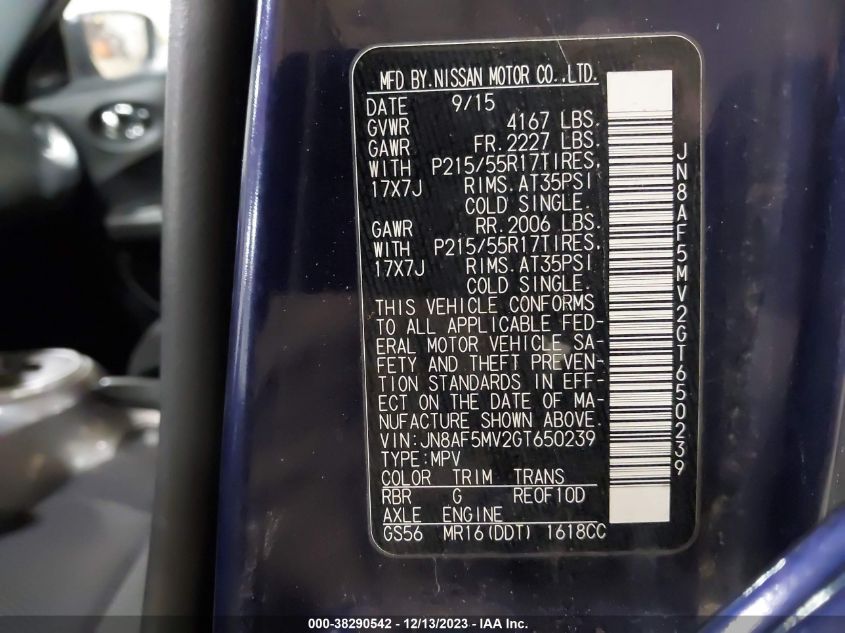 MFD BY.NISSAN MOTOR CO.,LTD.
DATE 9/15
GVWR 4167 LBS.
GAWR FR.2227 LBS.
WITH P215/55R17TIRES,
17X7J RIMS.AT35PSI
COLD SINGLE.
GAWR RR.2006 LBS.
WITH P215/55R17TIRES,
17X7J RIMS.AT35PSI
COLD SINGLE.
THIS VEHICLE CONFORMS
TO ALL APPLICABLE FED-
ERAL MOTOR VEHICLE SA-
FETY AND THEFT PREVEN-
TION STANDARDS IN EFF-
ECT ON THE DATE OF MA-
NUFACTURE SHOWN ABOVE.
VIN:JN8AF5MV2GT650239
TYPE:MPV
COLOR TRIM TRANS
RBR G RE0F10D
AXLE ENGINE
GS56 MR16(DDT) 1618CC
JN8AF5MV2GT650239
000-38290542 - 12/13/2023 - IAA Inc.